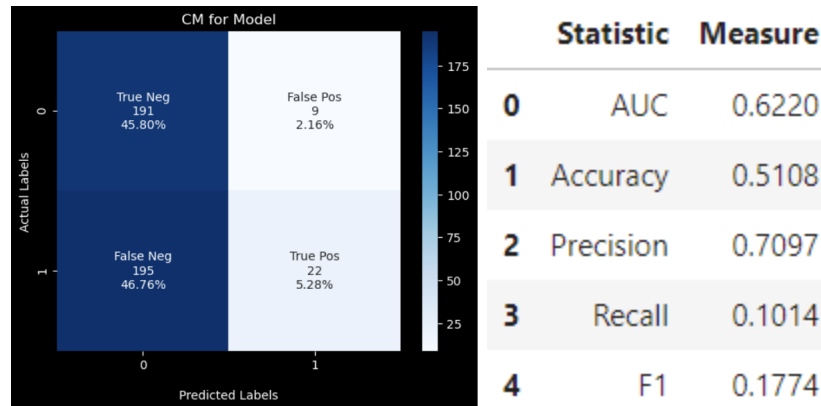 CM for Model
True Neg
191
45.80%
False Pos
9
2.16%
False Neg
195
46.76%
True Pos
22
5.28%
0
1
Actual Labels
0
1
Predicted Labels
175
150
125
100
75
50
25
Statistic Measure
0 AUC 0.6220
1 Accuracy 0.5108
2 Precision 0.7097
3 Recall 0.1014
4 F1 0.1774